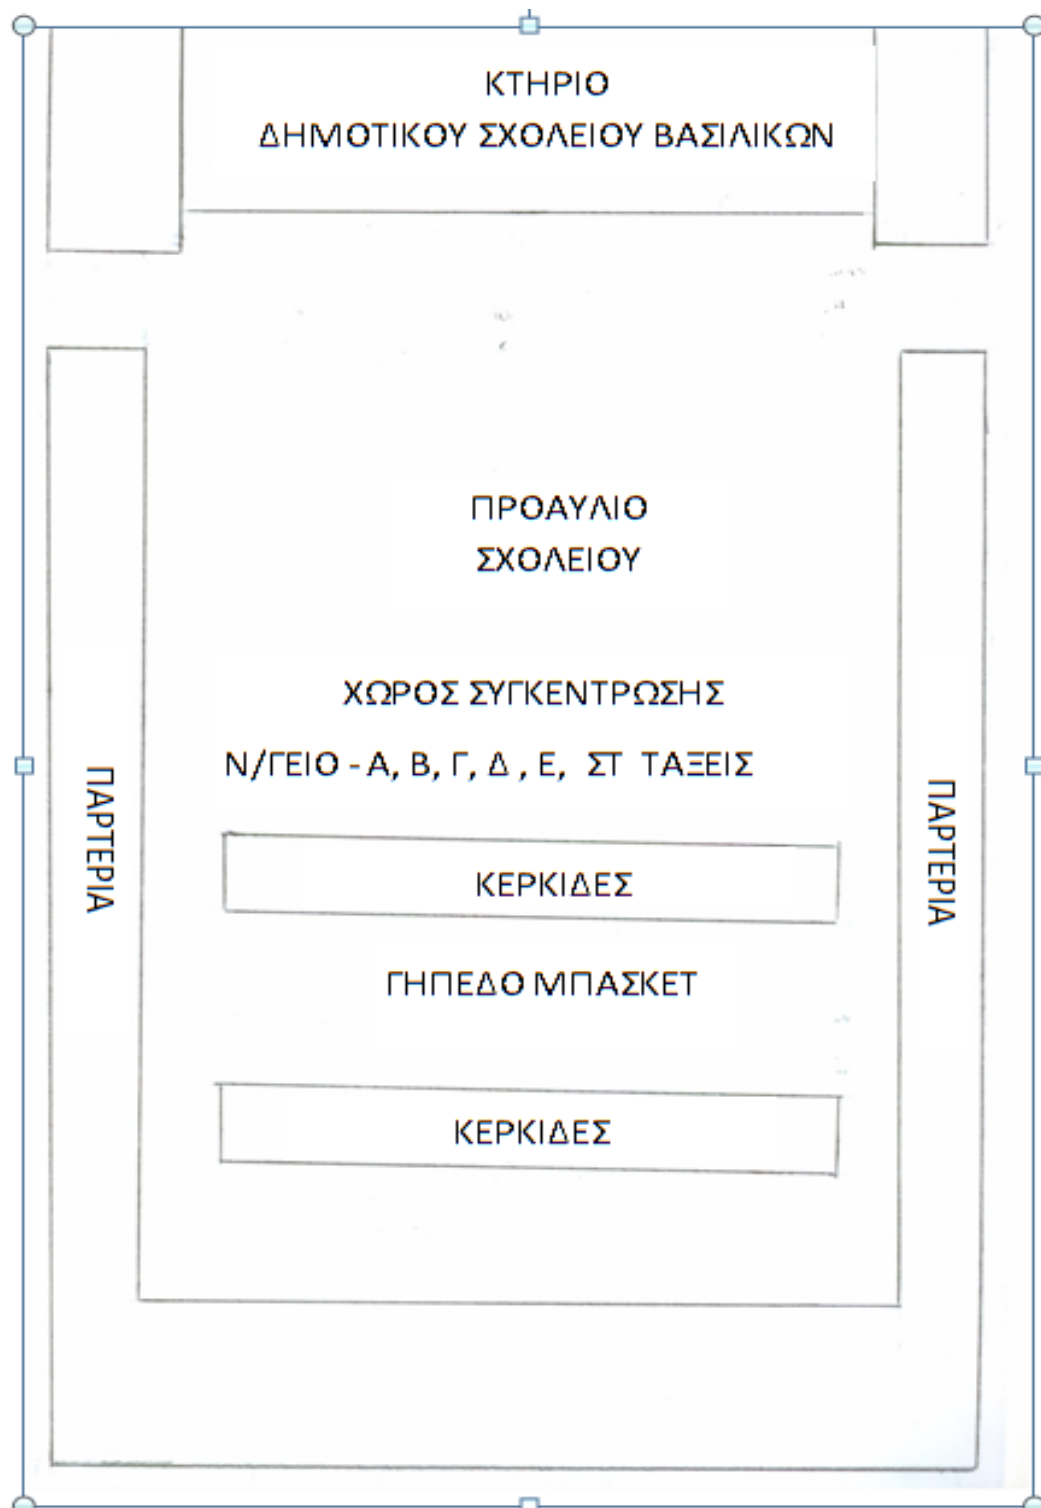 ΚΤΗΡΙΟ
ΔΗΜΟΤΙΚΟΥ ΣΧΟΛΕΙΟΥ ΒΑΣΙΛΙΚΩΝ
ΠΡΟΑΥΛΙΟ
ΣΧΟΛΕΙΟΥ
ΧΩΡΟΣ ΣΥΓΚΕΝΤΡΩΣΗΣ
Ν/ΓΕΙΟ - Α, Β, Γ, Δ , Ε,  ΣΤ  ΤΑΞΕΙΣ
ΠΑΡΤΕΡΙΑ
ΠΑΡΤΕΡΙΑ
ΚΕΡΚΙΔΕΣ
ΓΗΠΕΔΟ ΜΠΑΣΚΕΤ
ΚΕΡΚΙΔΕΣ